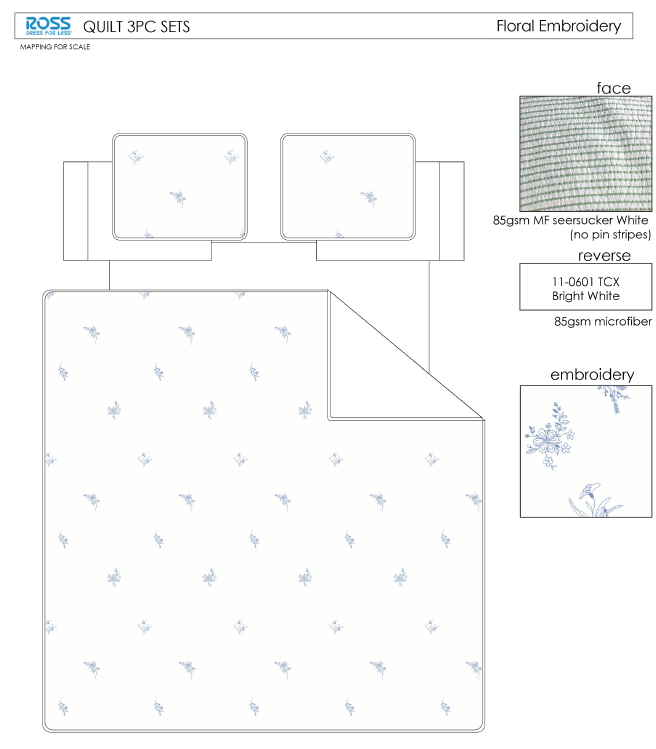 ROSS
DRESS FOR LESS
QUILT 3PC SETS
Floral Embroidery
MAPPING FOR SCALE
face
85gsm MF seersucker White
(no pin stripes)
reverse
11-0601 TCX
Bright White
85gsm microfiber
embroidery